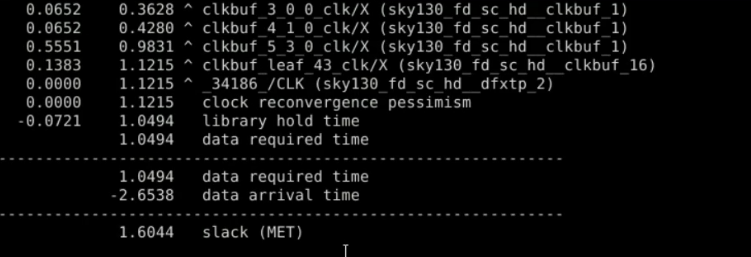 0.0652 0.3628 ^ clkbuf_3_0_0_clk/X (sky130_fd_sc_hd__clkbuf_1)
0.0652 0.4280 ^ clkbuf_4_1_0_clk/X (sky130_fd_sc_hd__clkbuf_1)
0.5551 0.9831 ^ clkbuf_5_3_0_clk/X (sky130_fd_sc_hd__clkbuf_1)
0.1383 1.1215 ^ clkbuf_leaf_43_clk/X (sky130_fd_sc_hd__clkbuf_16)
0.0000 1.1215 ^ _34186_/CLK (sky130_fd_sc_hd__dfxtp_2)
0.0000 1.1215 clock reconvergence pessimism
-0.0721 1.0494 library hold time
1.0494 data required time
---------------------------------------------------------
1.0494 data required time
-2.6538 data arrival time
---------------------------------------------------------
1.6044 slack (MET)